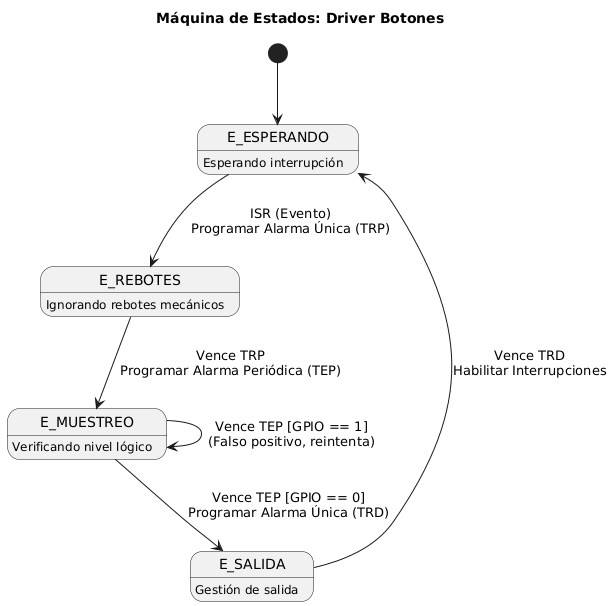 Máquina de Estados: Driver Botones
E_ESPERANDO
Esperando interrupción
ISR (Evento)
Programar Alarma Única (TRP)
E_REBOTES
Ignorando rebotes mecánicos
Vence TRP
Programar Alarma Periódica (TEP)
Vence TRD
Habilitar Interrupciones
E_MUESTREO
Verificando nivel lógico
Vence TEP [GPIO == 1]
(Falso positivo, reintenta)
Vence TEP [GPIO == 0]
Programar Alarma Única (TRD)
E_SALIDA
Gestión de salida